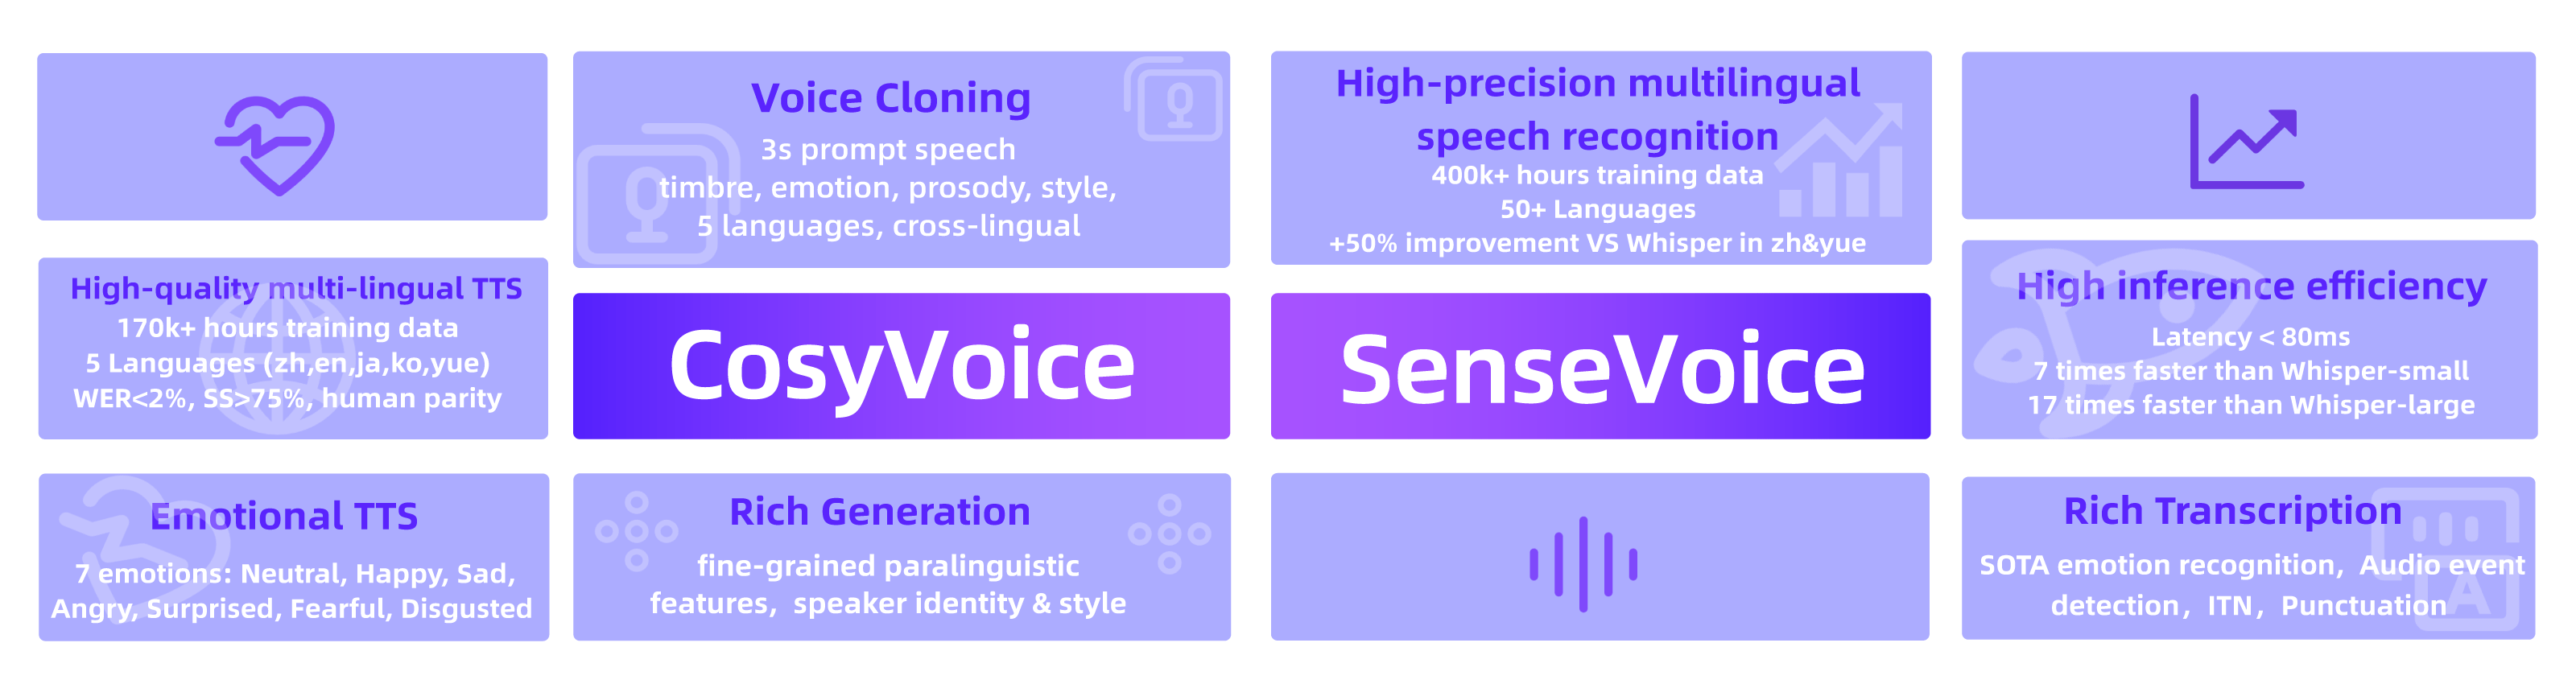 High-quality multi-lingual TTS
170k+ hours training data
5 Languages (zh,en,ja,ko,yue)
WER<2%, SS>75%, human parity
Emotional TTS
7 emotions: Neutral, Happy, Sad,
Angry, Surprised, Fearful, Disgusted
Voice Cloning
3s prompt speech
timbre, emotion, prosody, style,
5 languages, cross-lingual
CosyVoice
Rich Generation
fine-grained paralinguistic
features,  speaker identity & style
High-precision multilingual
speech recognition
400k+ hours training data
50+ Languages
+50% improvement VS Whisper in zh&yue
SenseVoice
High inference efficiency
Latency < 80ms
7 times faster than Whisper-small
17 times faster than Whisper-large
Rich Transcription
SOTA emotion recognition,  Audio event
detection,  ITN,  Punctuation
A